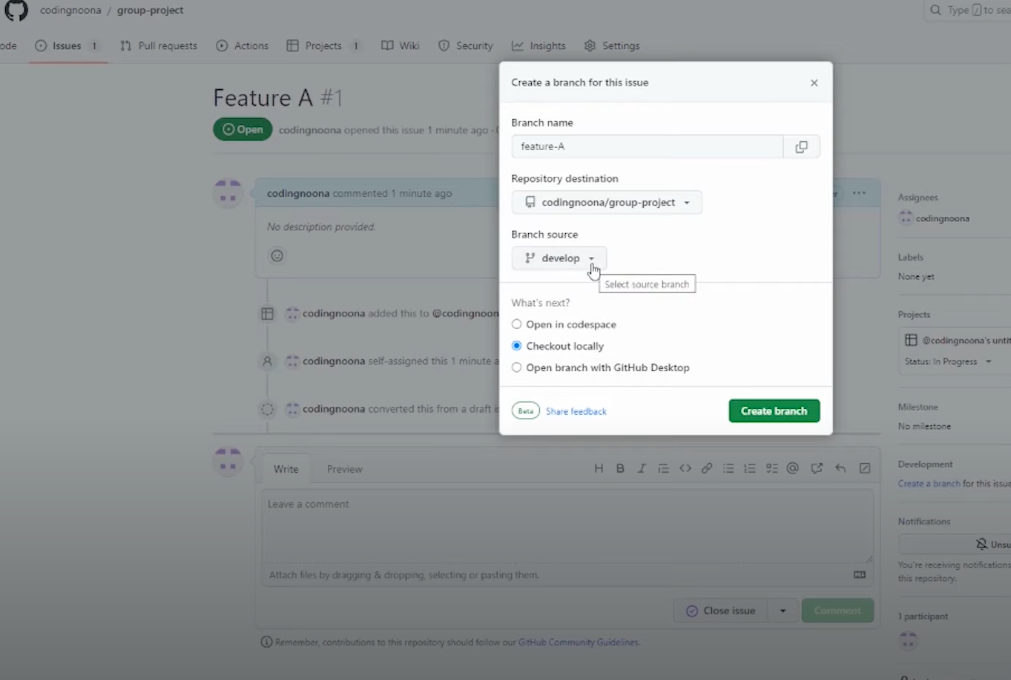 codingnoona / group-project
Type / to sea
ode
Issues 1
Pull requests
Actions
Projects 1
Wiki
Security
Insights
Settings
Feature A #1
Open
codingnoona opened this issue 1 minute ago ·
codingnoona commented 1 minute ago
No description provided.
codingnoona added this to @codingnoon
codingnoona self-assigned this 1 minute a
codingnoona converted this from a draft is
Create a branch for this issue
Branch name
feature-A
Repository destination
codingnoona/group-project
Branch source
develop
Select source branch
What's next?
Open in codespace
Checkout locally
Open branch with GitHub Desktop
Beta
Share feedback
Create branch
Write
Preview
Leave a comment
Attach files by dragging & dropping, selecting or pasting them.
Close issue
Comment
Remember, contributions to this repository should follow our GitHub Community Guidelines.
Assignees
codingnoona
Labels
None yet
Projects
@codingnoona's untit
Status: In Progress
Milestone
No milestone
Development
Create a branch for this issue
Notifications
Unsu
You're receiving notifications
this repository.
1 participant